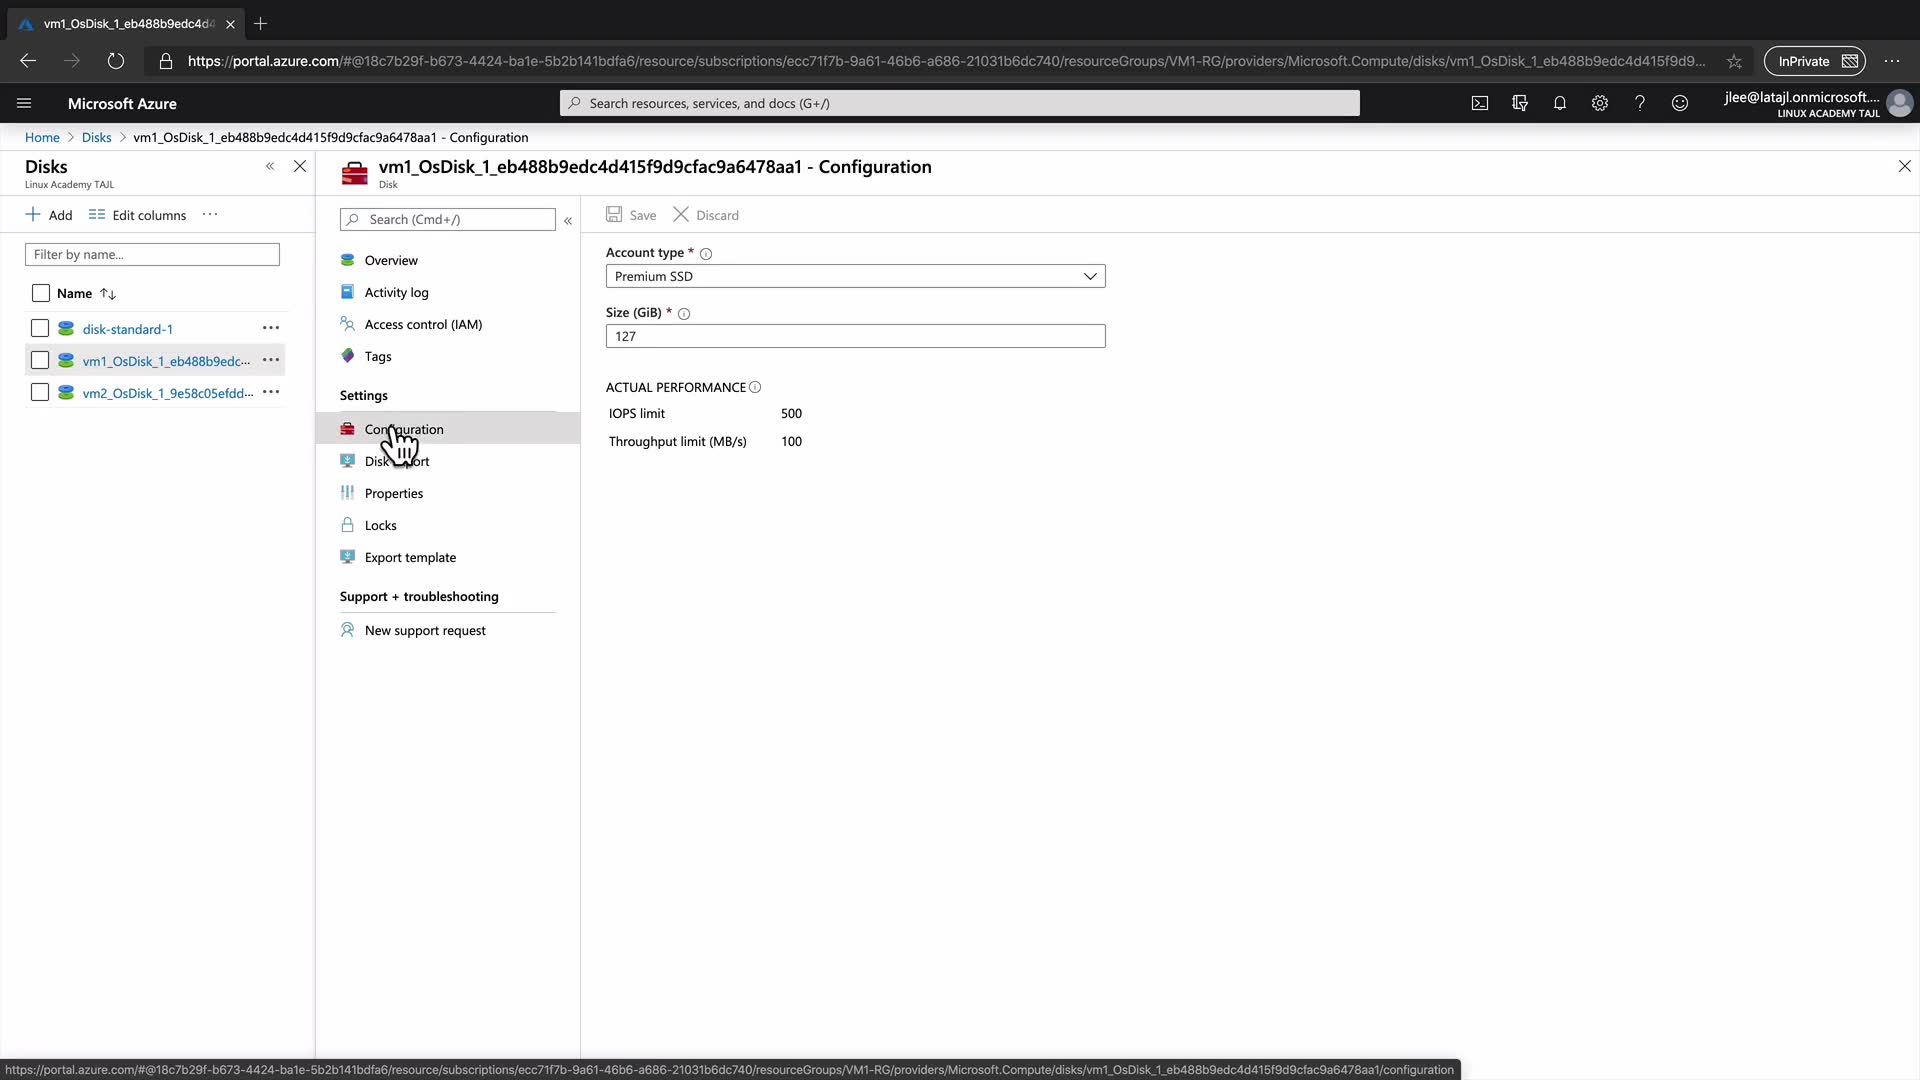 vm1_OsDisk_1_eb488b9edc4d4
https://portal.azure.com/#@18c7b29f-b673-4424-ba1e-5b2b141bdfa6/resource/subscriptions/ecc71f7b-9a61-46b6-a686-21031b6dc740/resourceGroups/VM1-RG/providers/Microsoft.Compute/disks/vm1_OsDisk_1_eb488b9edc4d415f9d9...
InPrivate
Microsoft Azure
Search resources, services, and docs (G+/)
jlee@latajl.onmicrosoft....
LINUX ACADEMY TAJL
Home > Disks > vm1_OsDisk_1_eb488b9edc4d415f9d9cfac9a6478aa1 - Configuration
Disks
Linux Academy TAJL
vm1_OsDisk_1_eb488b9edc4d415f9d9cfac9a6478aa1 - Configuration
Disk
Add
Edit columns
Filter by name...
Name
disk-standard-1
vm1_OsDisk_1_eb488b9edc...
vm2_OsDisk_1_9e58c05efdd...
Search (Cmd+/)
Overview
Activity log
Access control (IAM)
Tags
Settings
Configuration
Disk
Properties
Locks
Export template
Support + troubleshooting
New support request
Save
Discard
Account type *
Premium SSD
Size (GiB) *
127
ACTUAL PERFORMANCE
IOPS limit 500
Throughput limit (MB/s) 100
https://portal.azure.com/#@18c7b29f-b673-4424-ba1e-5b2b141bdfa6/resource/subscriptions/ecc71f7b-9a61-46b6-a686-21031b6dc740/resourceGroups/VM1-RG/providers/Microsoft.Compute/disks/vm1_OsDisk_1_eb488b9edc4d415f9d9cfac9a6478aa1/configuration